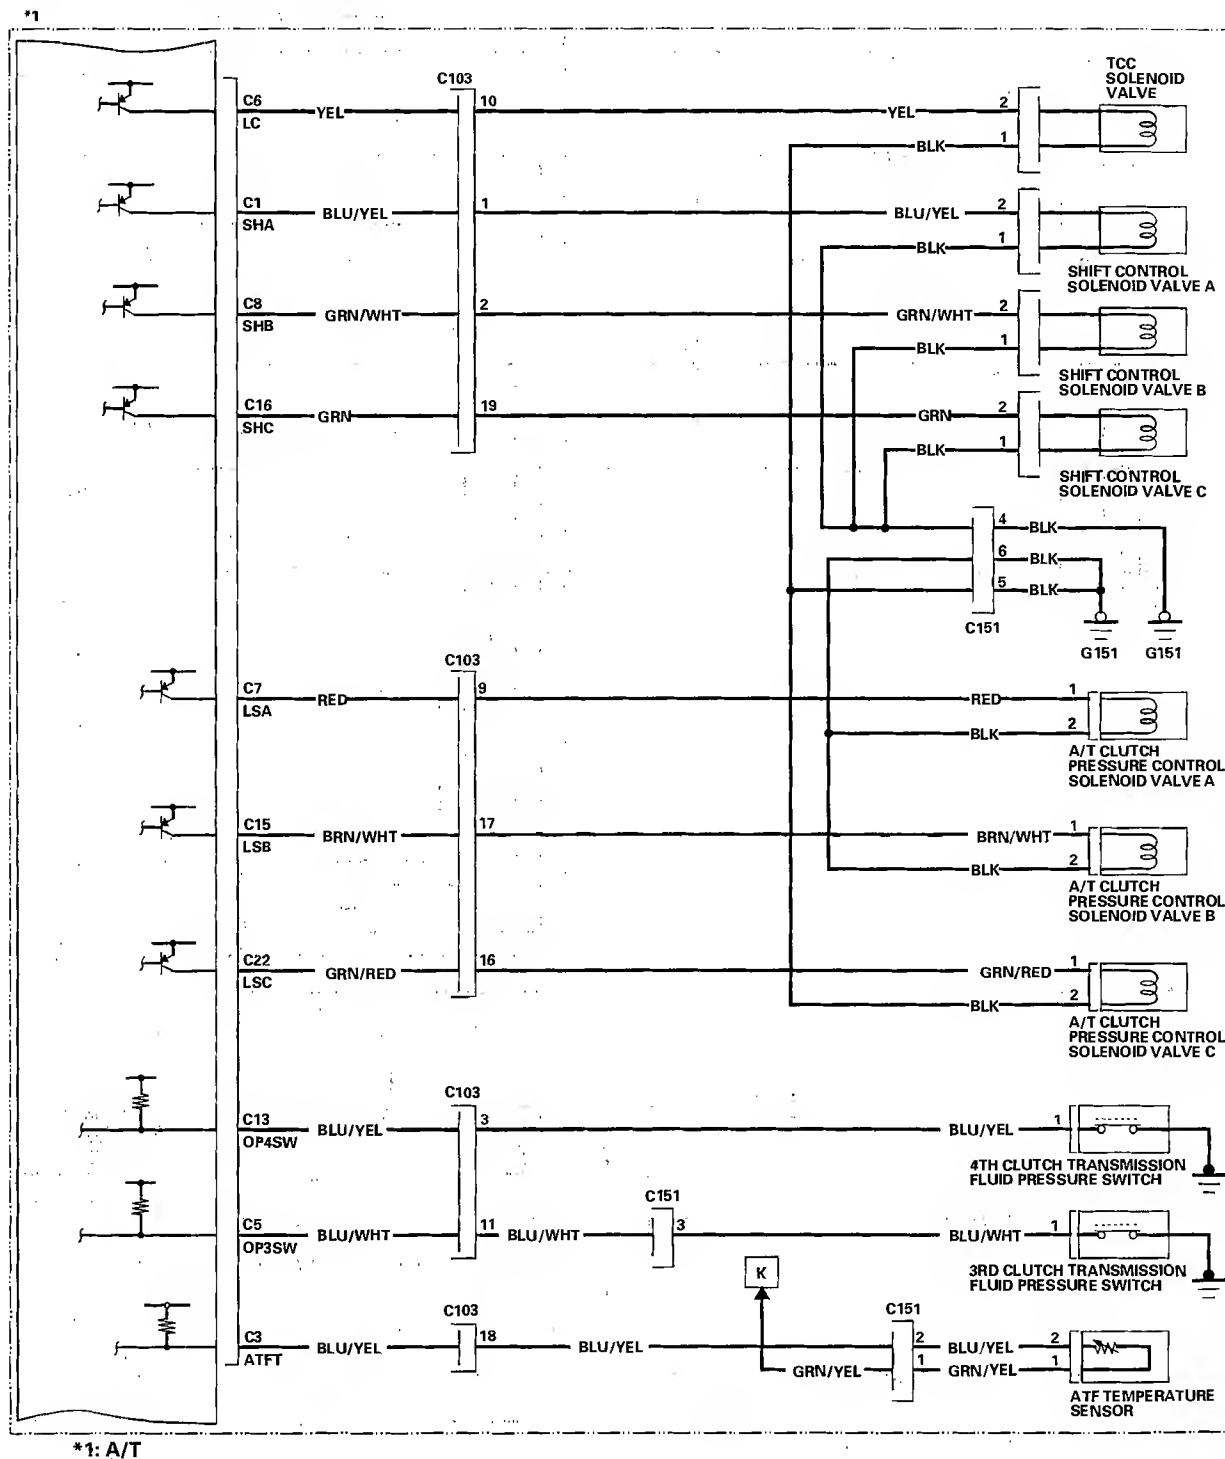 *1
C103
TCC
SOLENOID
VALVE
C6
LC
YEL
10
YEL
2
BLK
1
C1
SHA
BLU/YEL
1
BLU/YEL
2
BLK
1
SHIFT CONTROL
SOLENOID VALVE A
C8
SHB
GRN/WHT
2
GRN/WHT
2
BLK
1
SHIFT CONTROL
SOLENOID VALVE B
C16
SHC
GRN
19
GRN
2
BLK
1
SHIFT CONTROL
SOLENOID VALVE C
4
BLK
6
BLK
5
BLK
C151
G151
G151
C103
C7
LSA
RED
9
RED
1
BLK
2
A/T CLUTCH
PRESSURE CONTROL
SOLENOID VALVE A
C15
LSB
BRN/WHT
17
BRN/WHT
1
BLK
2
A/T CLUTCH
PRESSURE CONTROL
SOLENOID VALVE B
C22
LSC
GRN/RED
16
GRN/RED
1
BLK
2
A/T CLUTCH
PRESSURE CONTROL
SOLENOID VALVE C
C103
C13
OP4SW
BLU/YEL
3
BLU/YEL
1
4TH CLUTCH TRANSMISSION
FLUID PRESSURE SWITCH
C5
OP3SW
BLU/WHT
11
BLU/WHT
C151
3
BLU/WHT
1
3RD CLUTCH TRANSMISSION
FLUID PRESSURE SWITCH
K
C103
C151
C3
ATFT
BLU/YEL
18
BLU/YEL
2
BLU/YEL
2
GRN/YEL
1
GRN/YEL
1
ATF TEMPERATURE
SENSOR
*1: A/T